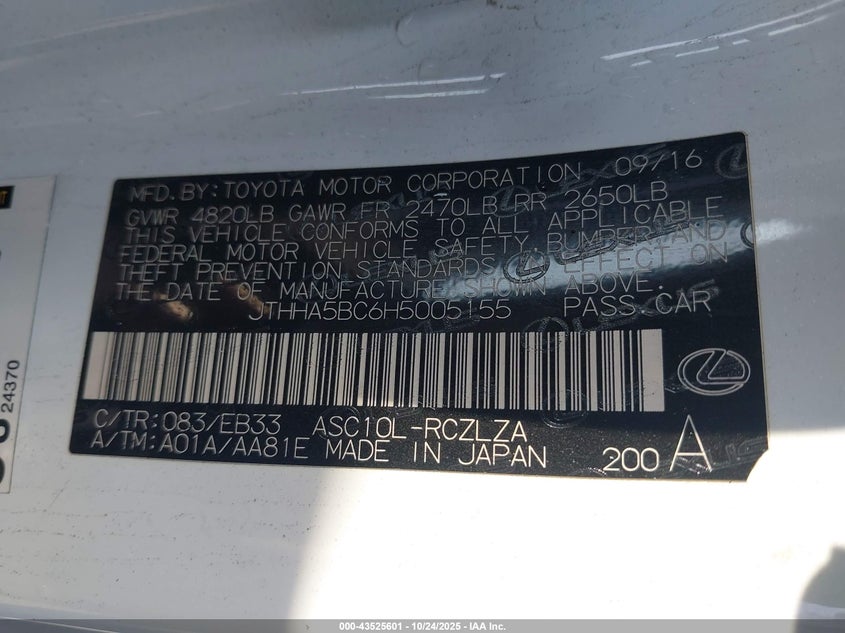 MFD.BY:TOYOTA MOTOR CORPORATION 09/16
GVWR 4820LB GAWR FR 2470LB RR 2650LB
THIS VEHICLE CONFORMS TO ALL APPLICABLE
FEDERAL MOTOR VEHICLE SAFETY,BUMPER,AND
THEFT PREVENTION STANDARDS IN EFFECT ON
THE DATE OF MANUFACTURE SHOWN ABOVE.
JTHHA5BC6H5005155 PASS.CAR
C/TR:083/EB33 ASC10L-RCZLZA
A/TM:A01A/AA81E MADE IN JAPAN 200 A
24370
000-43525601 - 10/24/2025 - IAA Inc.